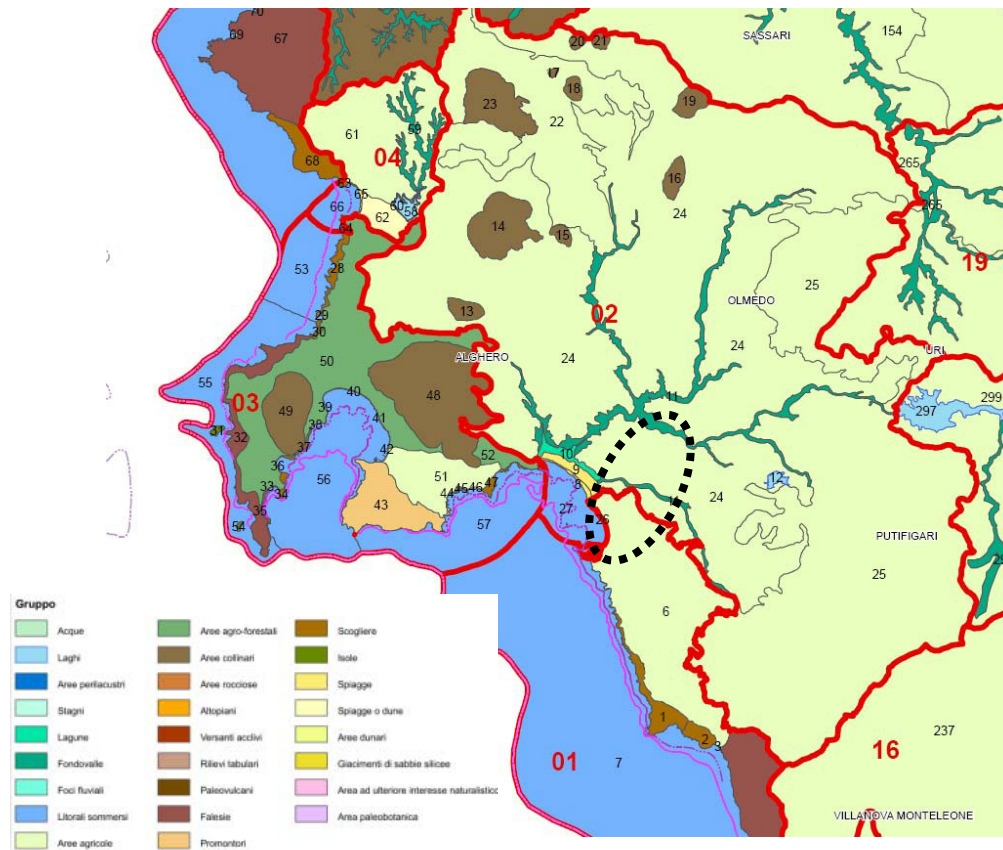 70
69
67
SASSARI
154
20 21
17
18
19
23
22
59
61
04
265
68
16
63
65
265
60
58
66
62
24
14
19
64
15
53
28
25
OLMEDO
13
29
02
30
24
ALGHERO
24
URI
50
55
40
11
299
03
49
39
48
297
41
31
38
32
42
37
10
52
36
9
51
12
56
8
24
33
47
44 45 46
34
43
27
35
26
57
54
PUTIFIGARI
25
6
1
2
3
237
01
7
16
VILLANOVA MONTELEONE
Gruppo
Acque
Laghi
Aree perilacustri
Stagni
Lagune
Fondovalle
Foci fluviali
Litorali sommersi
Aree agricole
Aree agro-forestali
Aree collinari
Aree rocciose
Altopiani
Versanti acclivi
Rilievi tabulari
Paleovulcani
Falesie
Promontori
Scogliere
Isole
Spiagge
Spiagge o dune
Aree dunari
Giacimenti di sabbie silicee
Area ad ulteriore interesse naturalistico
Area paleobotanica